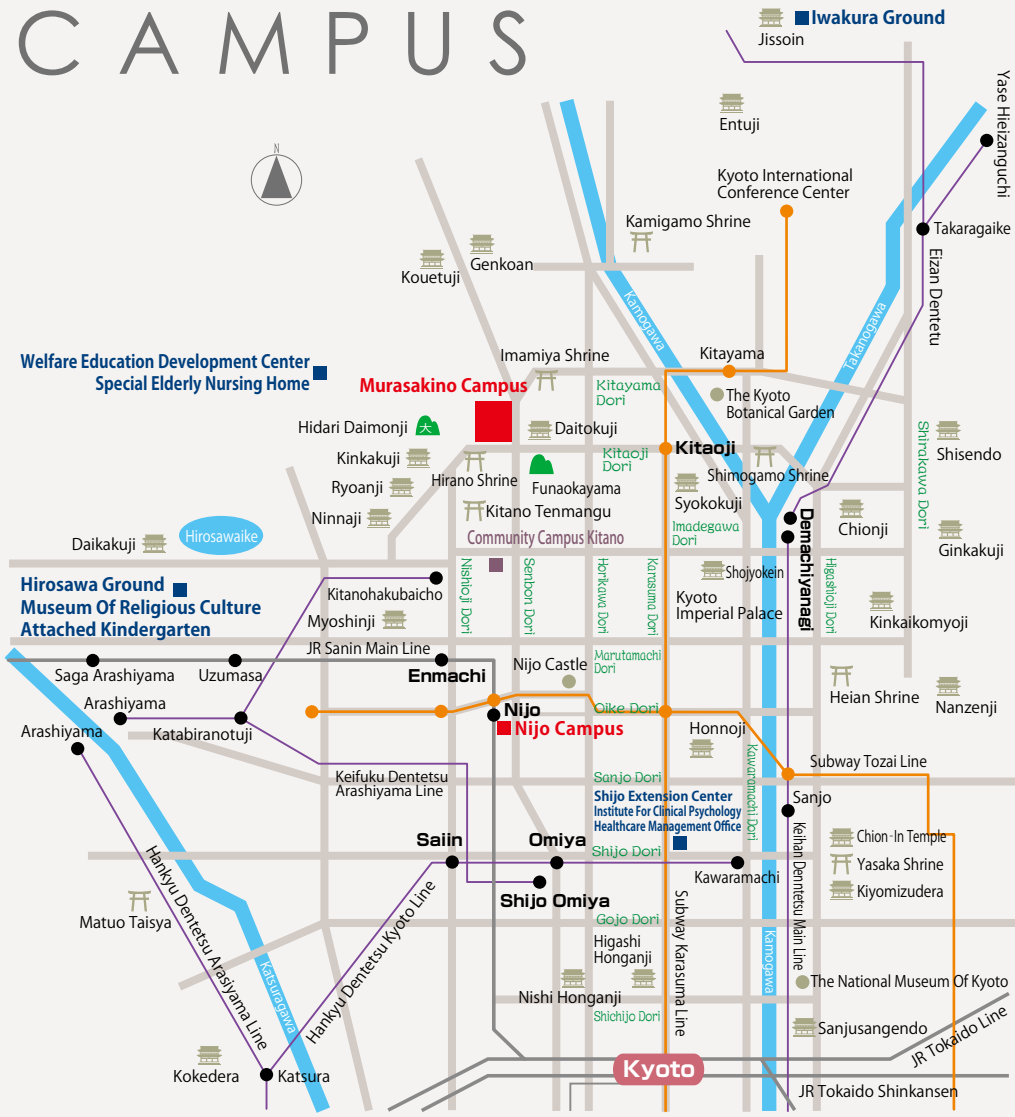 CAMPUS
Iwakura Ground
Jissoin
N
Entuji
Yase Hieizanguchi
Kyoto International
Conference Center
Kamigamo Shrine
Takaragaike
Genkoan
Kouetuji
Eizan Dentetu
Kamogawa
Takanogawa
Welfare Education Development Center
Special Elderly Nursing Home
Imamiya Shrine
Kitayama
Murasakino Campus
Kitayama
Dori
The Kyoto
Botanical Garden
Hidari Daimonji
大
Daitokuji
Kitaoji
Kitaoji
Dori
Shirakawa Dori
Shisendo
Kinkakuji
Hirano Shrine
Funaokayama
Shimogamo Shrine
Ryoanji
Syokokuji
Ninnaji
Kitano Tenmangu
Imadegawa
Dori
Demachiyanagi
Chionji
Ginkakuji
Hirosawaike
Daikakuji
Community Campus Kitano
Hirosawa Ground
Museum Of Religious Culture
Attached Kindergarten
Kitanohakubaicho
Nishioji Dori
Senbon Dori
Horikawa Dori
Karasuma Dori
Shojyokein
Higashioji Dori
Kyoto
Imperial Palace
Kinkaikomyoji
Myoshinji
JR Sanin Main Line
Nijo Castle
Marutamachi
Dori
Saga Arashiyama
Uzumasa
Enmachi
Heian Shrine
Nanzenji
Arashiyama
Nijo
Oike Dori
Arashiyama
Katabiranotuji
Nijo Campus
Honnoji
Subway Tozai Line
Keifuku Dentetsu
Arashiyama Line
Sanjo Dori
Kawaramachi Dori
Sanjo
Shijo Extension Center
Institute For Clinical Psychology
Healthcare Management Office
Saiin
Omiya
Shijo Dori
Kawaramachi
Keihan Denntetsu Main Line
Chion-In Temple
Yasaka Shrine
Kiyomizudera
Shijo Omiya
Hankyu Dentetsu Arasiyama Line
Hankyu Dentetsu Kyoto Line
Matuo Taisya
Gojo Dori
Subway Karasuma Line
Higashi
Honganji
Kamogawa
Katsuragawa
Nishi Honganji
The National Museum Of Kyoto
Shichijo Dori
Sanjusangendo
JR Tokaido Line
Kokedera
Katsura
Kyoto
JR Tokaido Shinkansen